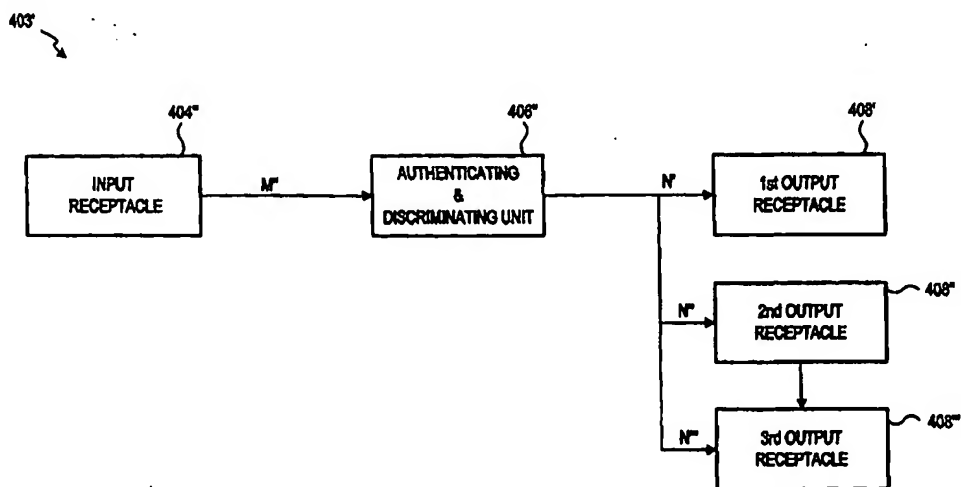 403'
404"
406"
408'
INPUT
RECEPTACLE
M"
AUTHENTICATING
&
DISCRIMINATING UNIT
N'
1st OUTPUT
RECEPTACLE
408"
N"
2nd OUTPUT
RECEPTACLE
408'"
N'"
3rd OUTPUT
RECEPTACLE